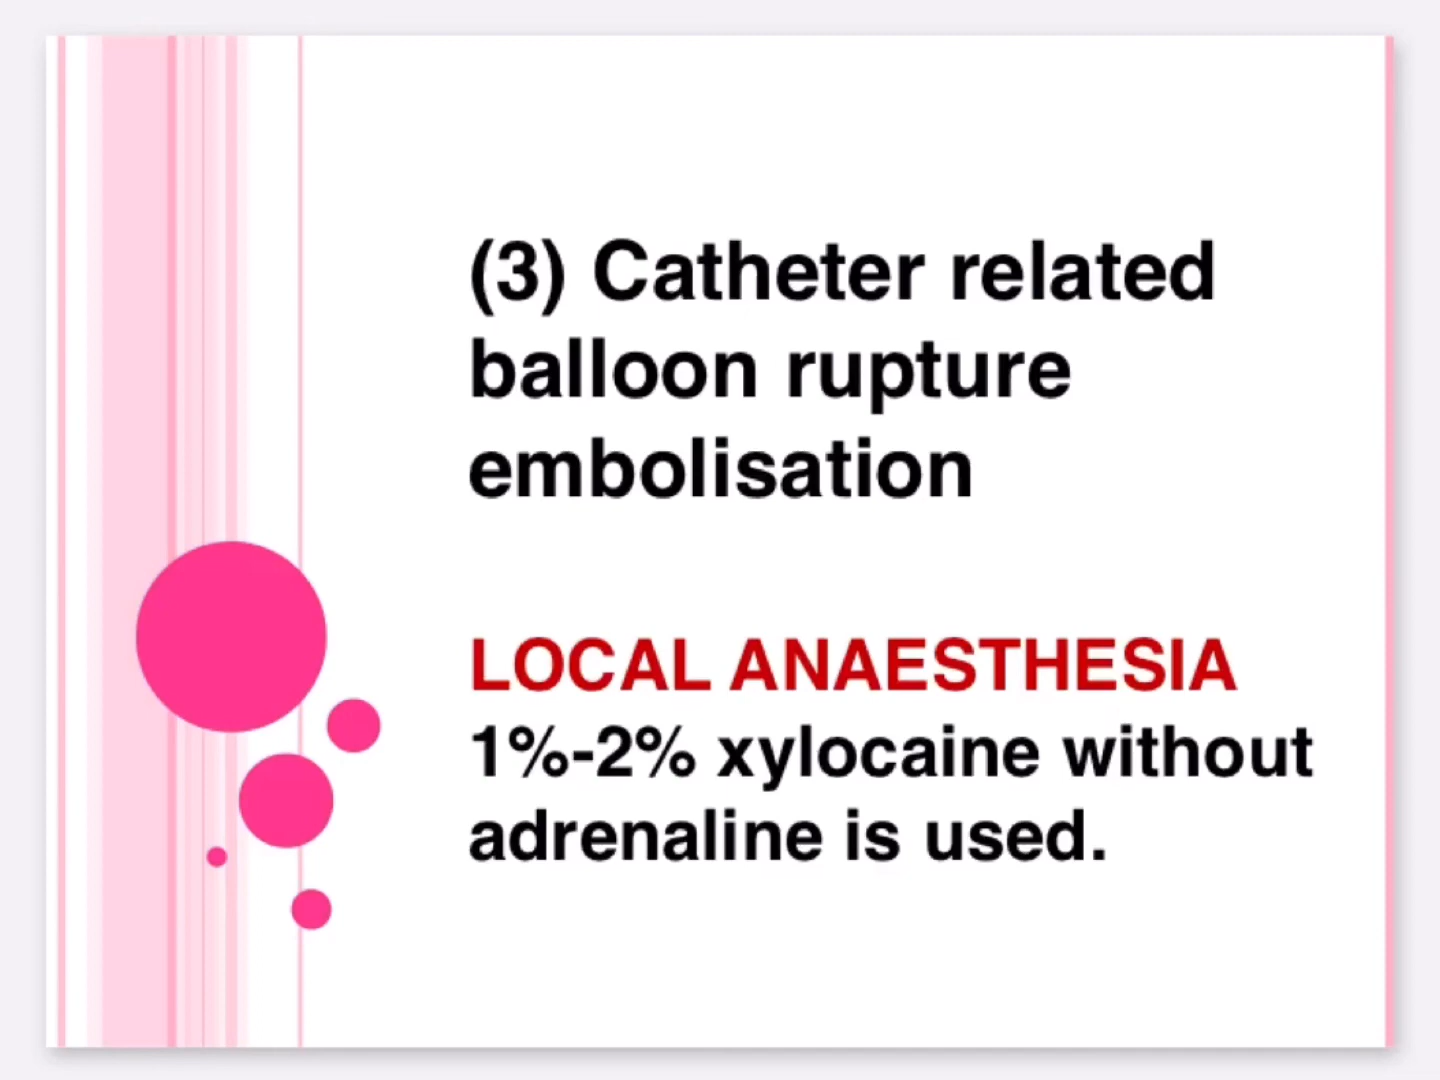 (3) Catheter related
balloon rupture
embolisation
LOCAL ANAESTHESIA
1%-2% xylocaine without
adrenaline is used.